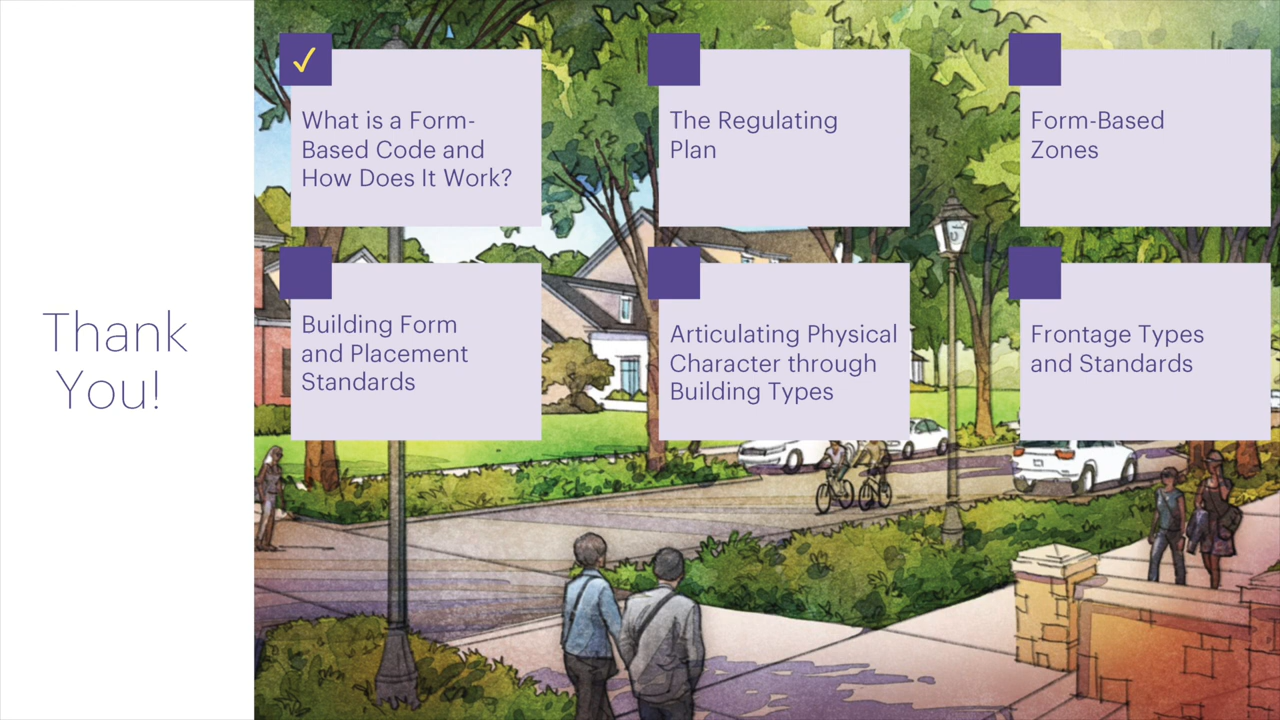 Thank
You!
✓
What is a Form-
Based Code and
How Does It Work?
The Regulating
Plan
Form-Based
Zones
Building Form
and Placement
Standards
Articulating Physical
Character through
Building Types
Frontage Types
and Standards